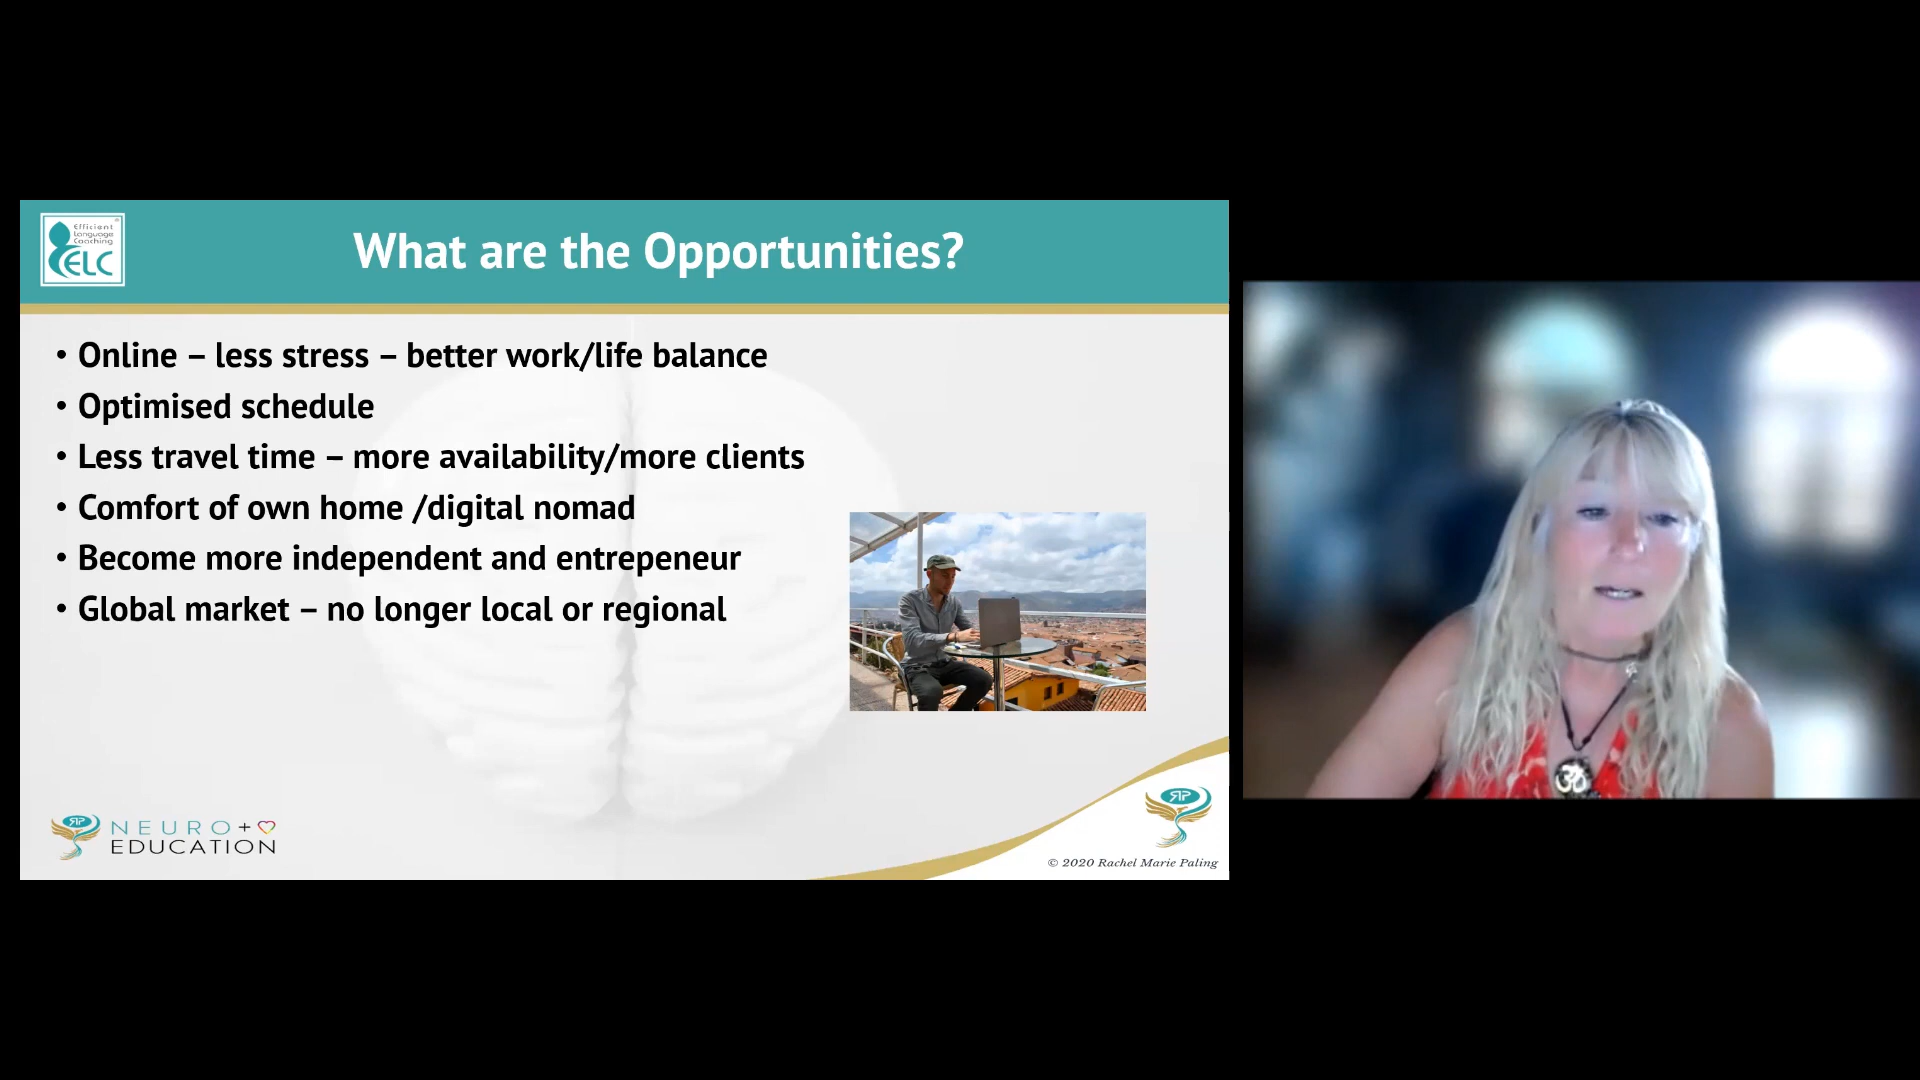 Efficient
Language
Coaching
ELC
What are the Opportunities?
• Online – less stress – better work/life balance
• Optimised schedule
• Less travel time – more availability/more clients
• Comfort of own home /digital nomad
• Become more independent and entrepeneur
• Global market – no longer local or regional
NEURO+
EDUCATION
© 2020 Rachel Marie Paling